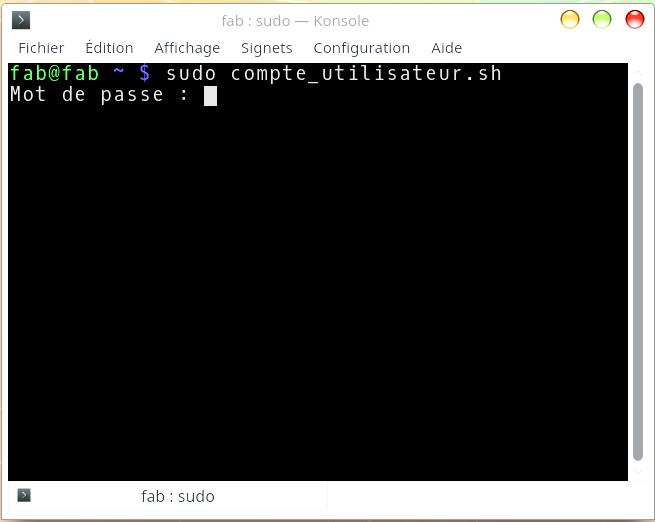 fab : sudo — Konsole
Fichier Édition Affichage Signets Configuration Aide
fab@fab ~ $ sudo compte_utilisateur.sh
Mot de passe :
fab : sudo